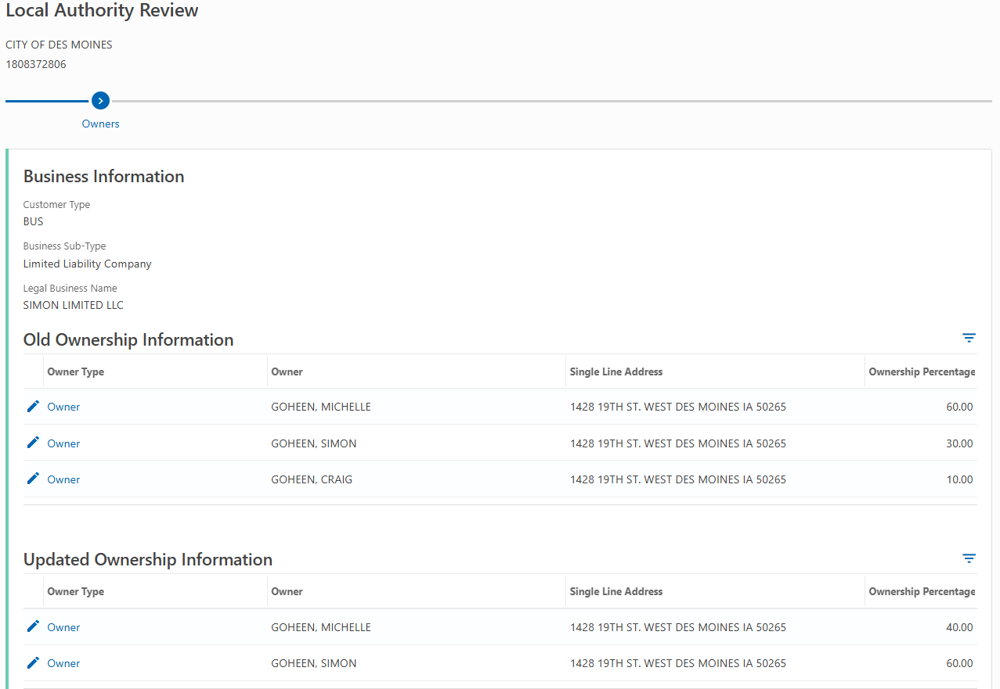 Local Authority Review
CITY OF DES MOINES
1808372806
Owners
Business Information
Customer Type
BUS
Business Sub-Type
Limited Liability Company
Legal Business Name
SIMON LIMITED LLC
Old Ownership Information
Owner Type Owner Single Line Address Ownership Percentage
Owner GOHEEN, MICHELLE 1428 19TH ST. WEST DES MOINES IA 50265 60.00
Owner GOHEEN, SIMON 1428 19TH ST. WEST DES MOINES IA 50265 30.00
Owner GOHEEN, CRAIG 1428 19TH ST. WEST DES MOINES IA 50265 10.00
Updated Ownership Information
Owner Type Owner Single Line Address Ownership Percentage
Owner GOHEEN, MICHELLE 1428 19TH ST. WEST DES MOINES IA 50265 40.00
Owner GOHEEN, SIMON 1428 19TH ST. WEST DES MOINES IA 50265 60.00